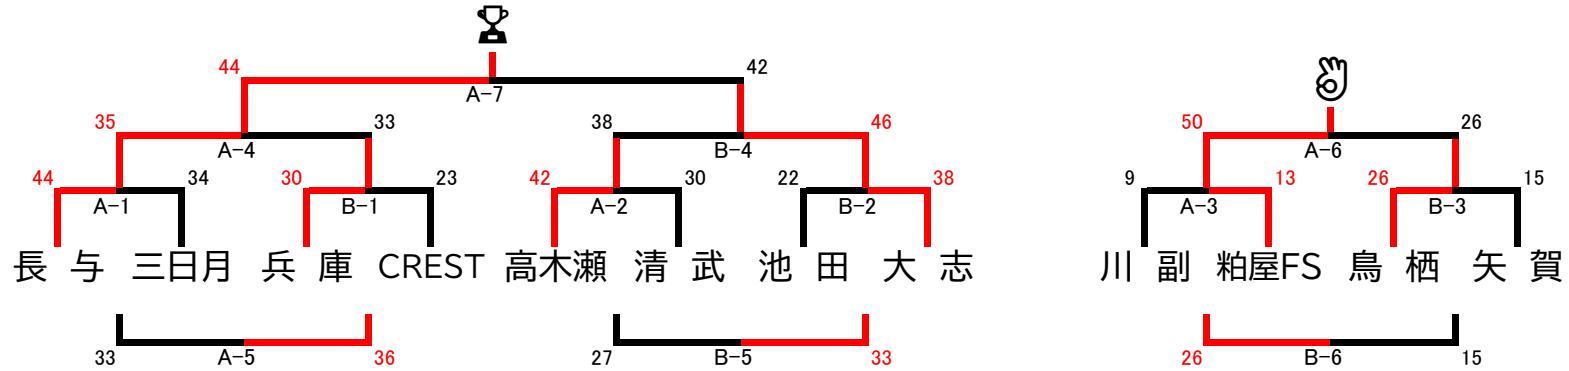 44 42
A-7
50 26
35 33 38 46
A-4 B-4 A-6
44 34 30 23 42 30 22 38 9 13 26 15
A-1 B-1 A-2 B-2 A-3 B-3
長与 三日月 兵庫 CREST 高木瀬 清武 池田 大志 川副 粕屋FS 鳥栖 矢賀
33 A-5 36 27 B-5 33 26 B-6 15